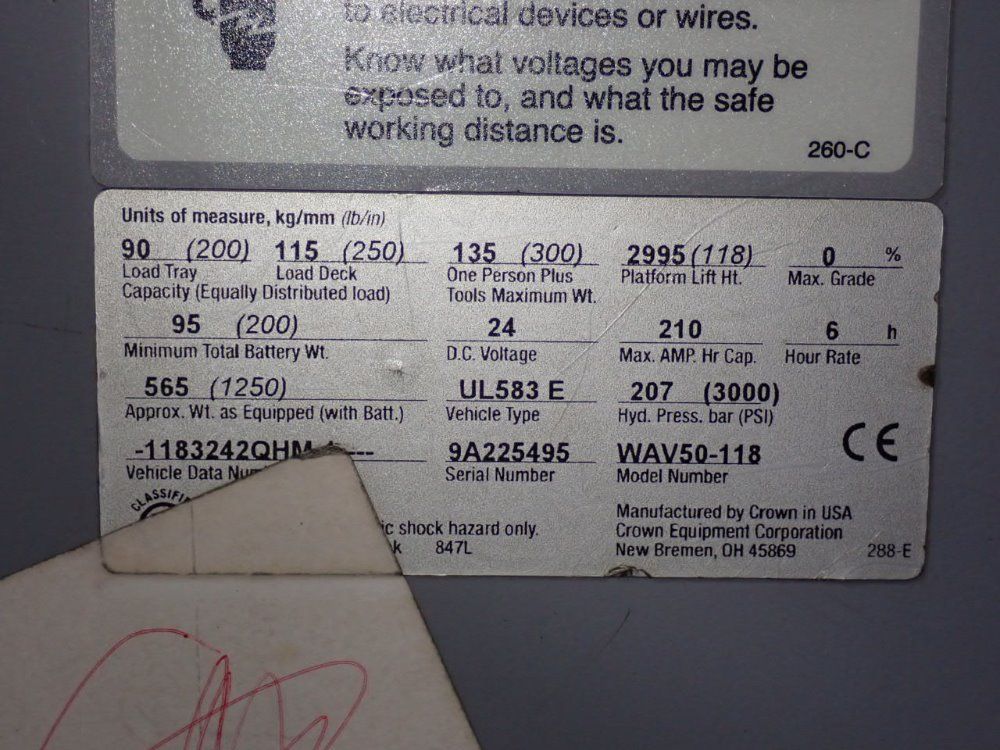 to electrical devices or wires.
Know what voltages you may be
exposed to, and what the safe
working distance is.
260-C
Units of measure, kg/mm (lb/in)
90 (200) 115 (250) 135 (300) 2995 (118) 0 %
Load Tray Load Deck One Person Plus Platform Lift Ht. Max. Grade
Capacity (Equally Distributed load) Tools Maximum Wt.
95 (200) 24 210 6 h
Minimum Total Battery Wt. D.C. Voltage Max. AMP. Hr Cap. Hour Rate
565 (1250) UL583 E 207 (3000)
Approx. Wt. as Equipped (with Batt.) Vehicle Type Hyd. Press. bar (PSI)
-1183242QHM 9A225495 WAV50-118 CE
Vehicle Data Serial Number Model Number
Manufactured by Crown in USA
shock hazard only. Crown Equipment Corporation
847L New Bremen, OH 45869 288-E